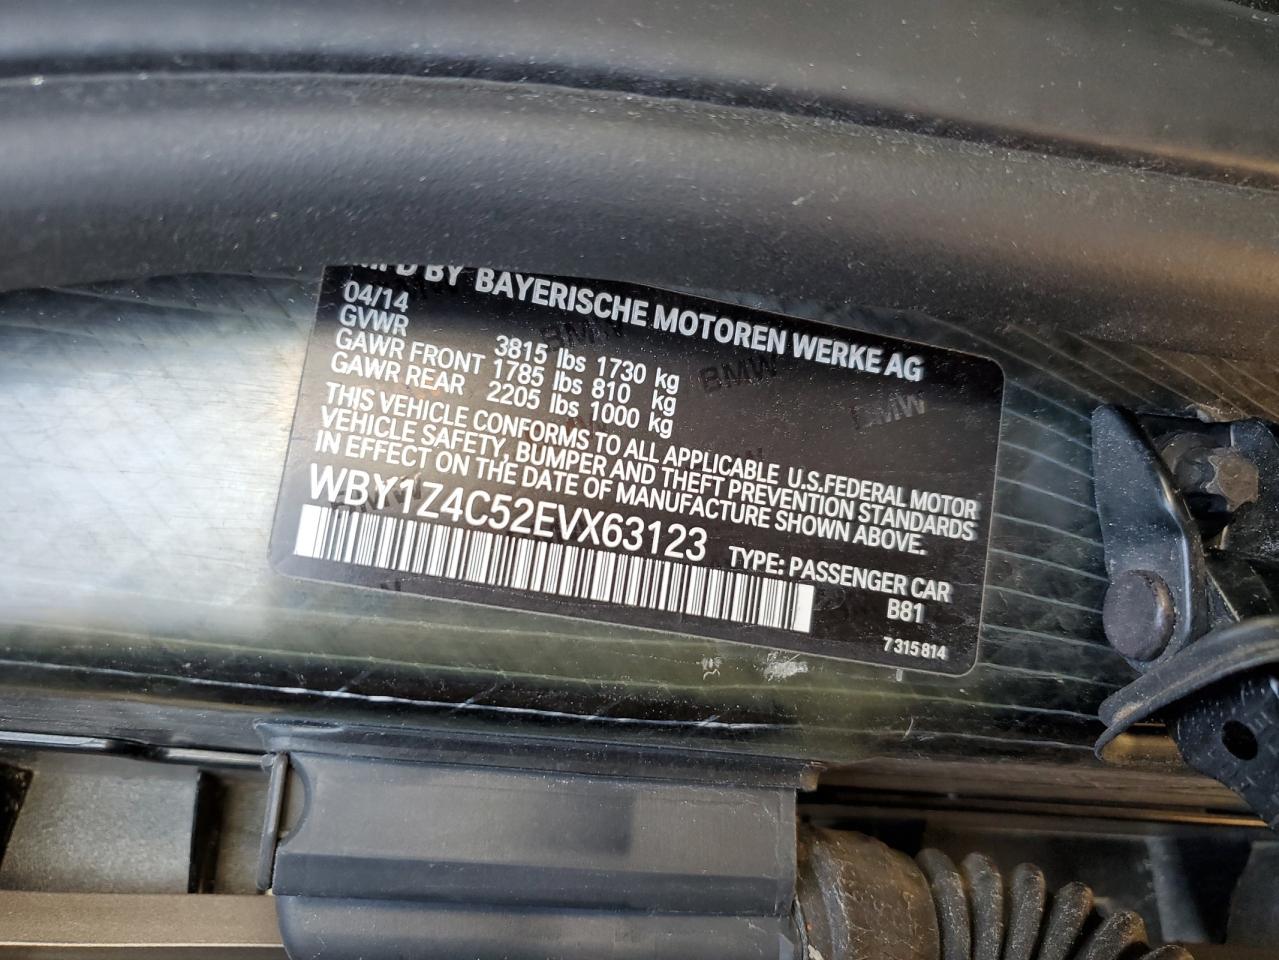 MFD BY BAYERISCHE MOTOREN WERKE AG
04/14
GVWR 3815 lbs 1730 kg
GAWR FRONT 1785 lbs 810 kg
GAWR REAR 2205 lbs 1000 kg
THIS VEHICLE CONFORMS TO ALL APPLICABLE U.S.FEDERAL MOTOR
VEHICLE SAFETY, BUMPER AND THEFT PREVENTION STANDARDS
IN EFFECT ON THE DATE OF MANUFACTURE SHOWN ABOVE.
WBY1Z4C52EVX63123
TYPE: PASSENGER CAR
B81
7 315 814